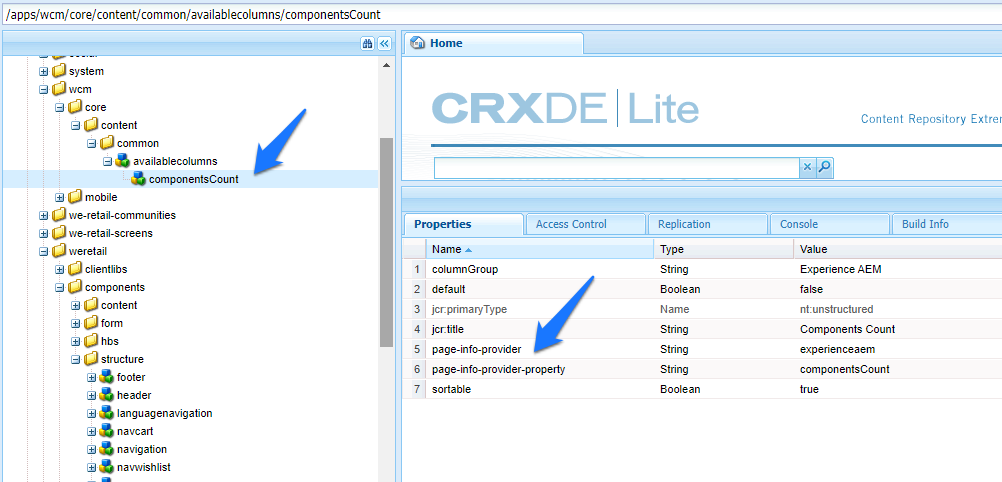 /apps/wcm/core/content/common/availablecolumns/componentsCount
system
wcm
core
content
common
availablecolumns
componentsCount
mobile
we-retail-communities
we-retail-screens
weretail
clientlibs
components
content
form
hbs
structure
footer
header
languagenavigation
navcart
navigation
navwishlist
Home
CRXDE Lite
Content Repository Extrem
Properties Access Control Replication Console Build Info
Name Type Value
1 columnGroup String Experience AEM
2 default Boolean false
3 jcr:primaryType Name nt:unstructured
4 jcr:title String Components Count
5 page-info-provider String experienceaem
6 page-info-provider-property String componentsCount
7 sortable Boolean true